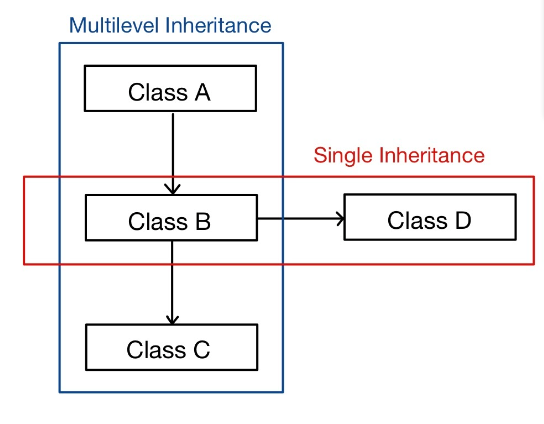 Multilevel Inheritance
Class A
Single Inheritance
Class B
Class D
Class C